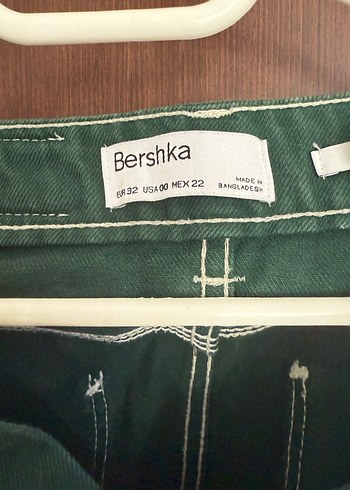 Bershka
EUR 32 USA 00 MEX 22
MADE IN
BANGLADESH